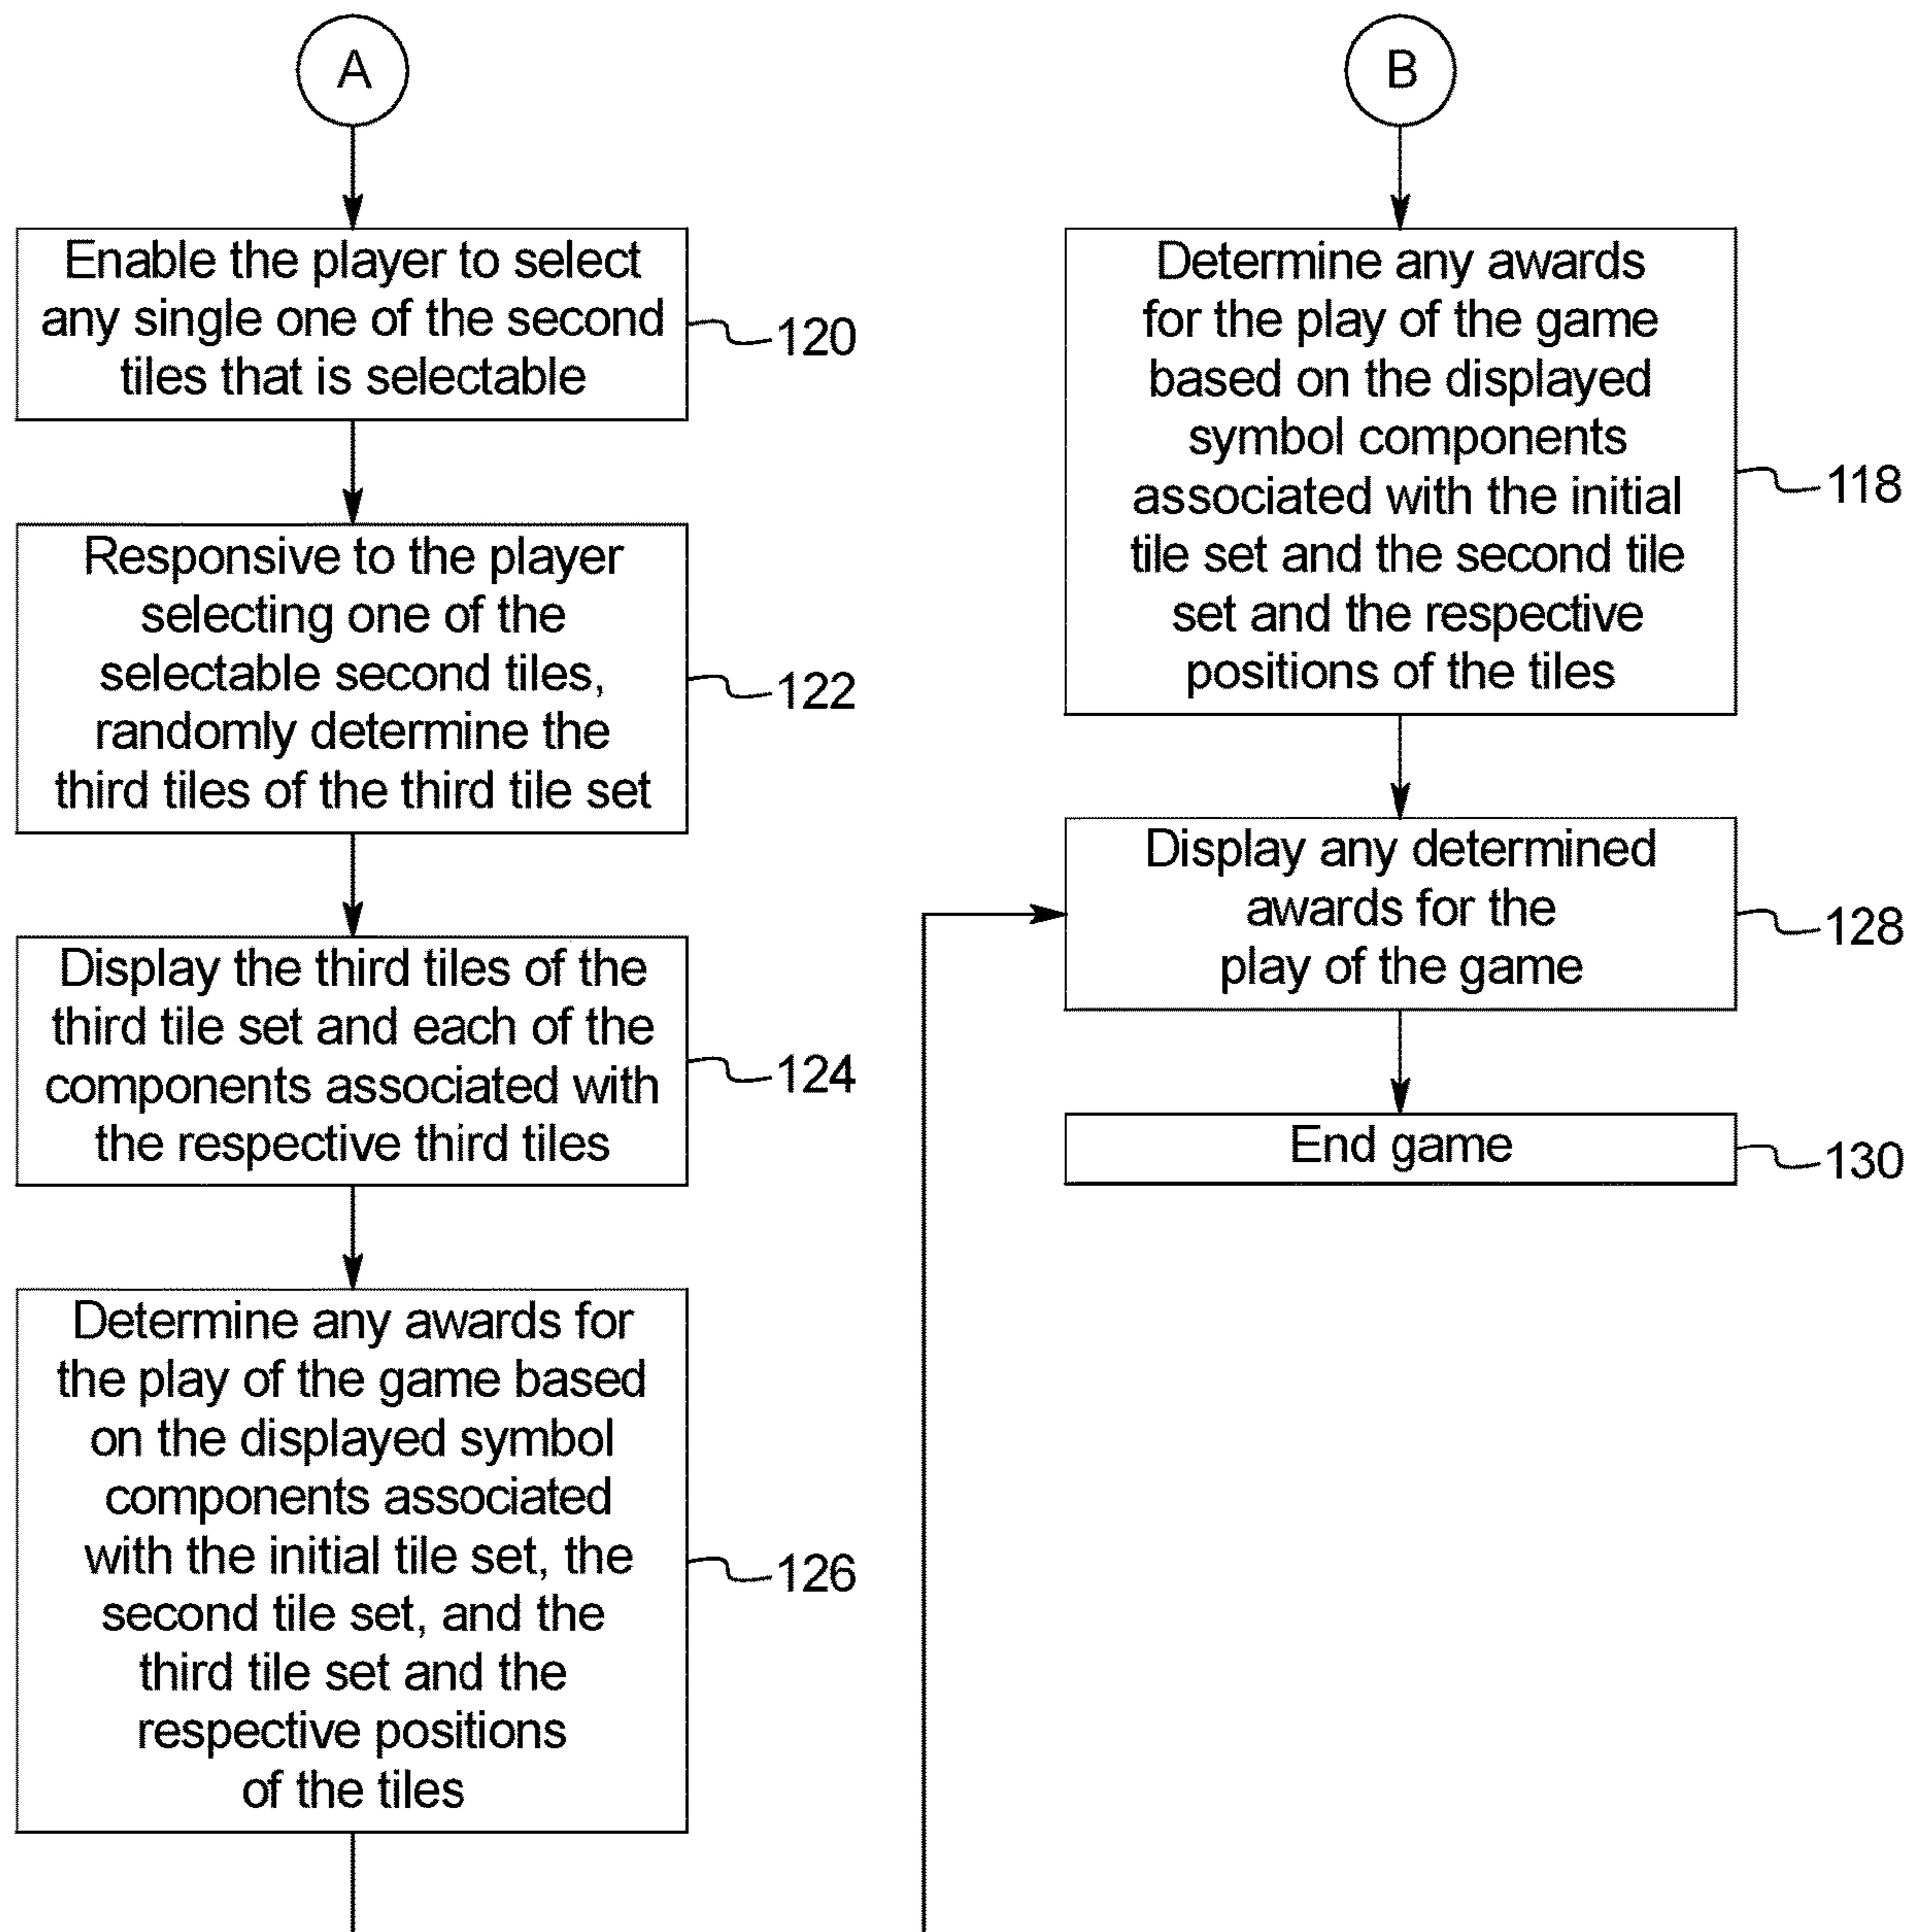 A
Enable the player to select
any single one of the second
tiles that is selectable
120
Responsive to the player
selecting one of the
selectable second tiles,
randomly determine the
third tiles of the third tile set
122
Display the third tiles of the
third tile set and each of the
components associated with
the respective third tiles
124
Determine any awards for
the play of the game based
on the displayed symbol
components associated
with the initial tile set, the
second tile set, and the
third tile set and the
respective positions
of the tiles
126
B
Determine any awards
for the play of the game
based on the displayed
symbol components
associated with the initial
tile set and the second tile
set and the respective
positions of the tiles
118
Display any determined
awards for the
play of the game
128
End game
130